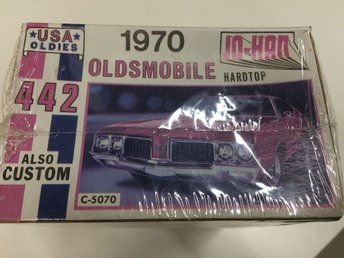 USA
OLDIES
1970
JO-HAN
OLDSMOBILE
HARDTOP
442
ALSO
CUSTOM
C-5070